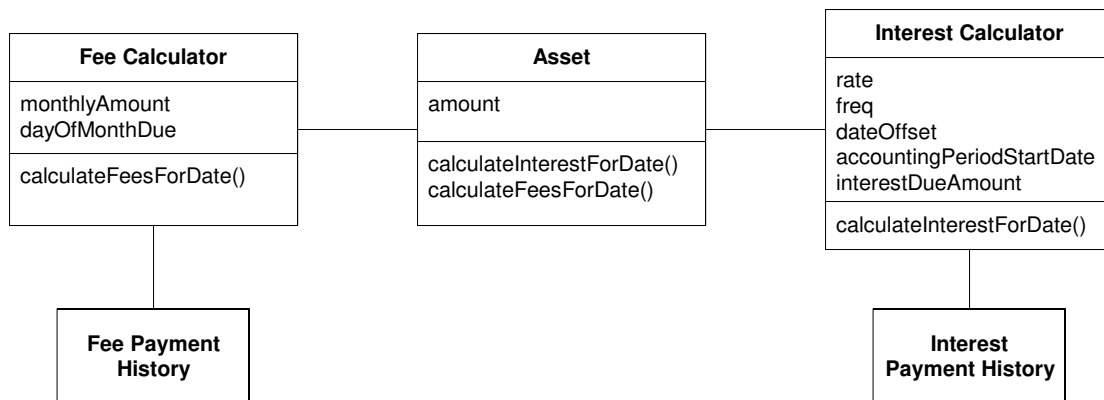 Fee Calculator
monthlyAmount
dayOfMonthDue
calculateFeesForDate()
Fee Payment
History
Asset
amount
calculateInterestForDate()
calculateFeesForDate()
Interest Calculator
rate
freq
dateOffset
accountingPeriodStartDate
interestDueAmount
calculateInterestForDate()
Interest
Payment History